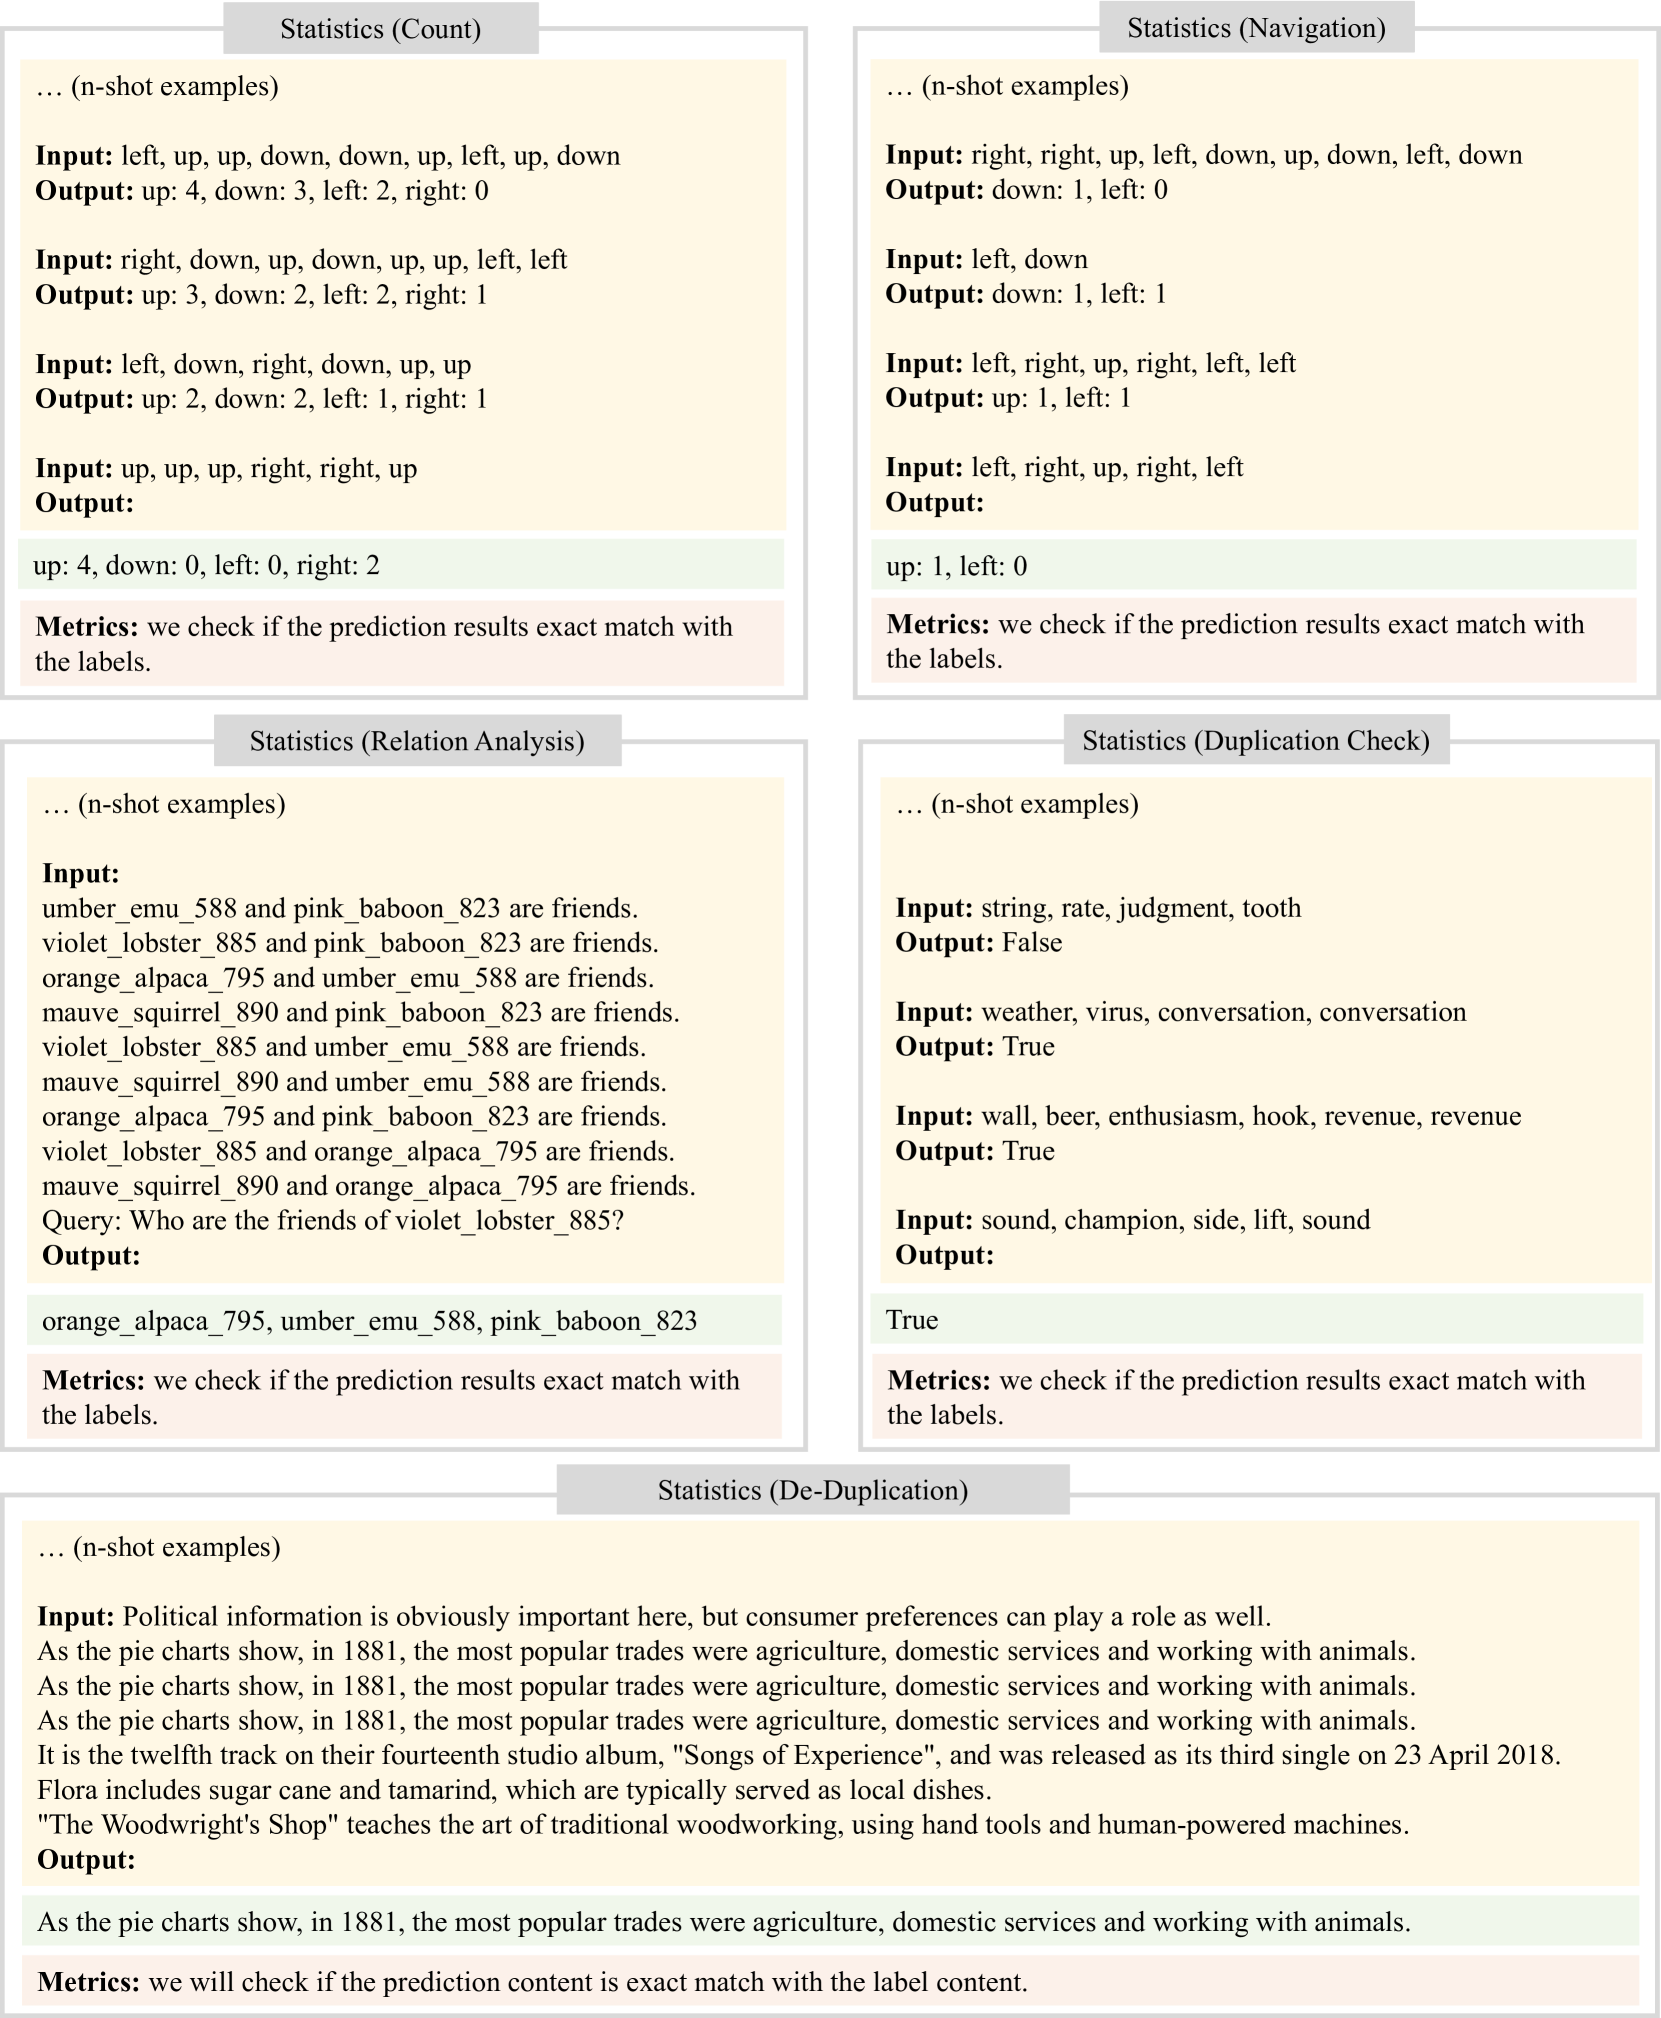 Statistics (Count)
… (n-shot examples)
Input: left, up, up, down, down, up, left, up, down
Output: up: 4, down: 3, left: 2, right: 0
Input: right, down, up, down, up, up, left, left
Output: up: 3, down: 2, left: 2, right: 1
Input: left, down, right, down, up, up
Output: up: 2, down: 2, left: 1, right: 1
Input: up, up, up, right, right, up
Output:
up: 4, down: 0, left: 0, right: 2
Metrics: we check if the prediction results exact match with
the labels.
Statistics (Navigation)
… (n-shot examples)
Input: right, right, up, left, down, up, down, left, down
Output: down: 1, left: 0
Input: left, down
Output: down: 1, left: 1
Input: left, right, up, right, left, left
Output: up: 1, left: 1
Input: left, right, up, right, left
Output:
up: 1, left: 0
Metrics: we check if the prediction results exact match with
the labels.
Statistics (Relation Analysis)
… (n-shot examples)
Input:
umber_emu_588 and pink_baboon_823 are friends.
violet_lobster_885 and pink_baboon_823 are friends.
orange_alpaca_795 and umber_emu_588 are friends.
mauve_squirrel_890 and pink_baboon_823 are friends.
violet_lobster_885 and umber_emu_588 are friends.
mauve_squirrel_890 and umber_emu_588 are friends.
orange_alpaca_795 and pink_baboon_823 are friends.
violet_lobster_885 and orange_alpaca_795 are friends.
mauve_squirrel_890 and orange_alpaca_795 are friends.
Query: Who are the friends of violet_lobster_885?
Output:
orange_alpaca_795, umber_emu_588, pink_baboon_823
Metrics: we check if the prediction results exact match with
the labels.
Statistics (Duplication Check)
… (n-shot examples)
Input: string, rate, judgment, tooth
Output: False
Input: weather, virus, conversation, conversation
Output: True
Input: wall, beer, enthusiasm, hook, revenue, revenue
Output: True
Input: sound, champion, side, lift, sound
Output:
True
Metrics: we check if the prediction results exact match with
the labels.
Statistics (De-Duplication)
… (n-shot examples)
Input: Political information is obviously important here, but consumer preferences can play a role as well.
As the pie charts show, in 1881, the most popular trades were agriculture, domestic services and working with animals.
As the pie charts show, in 1881, the most popular trades were agriculture, domestic services and working with animals.
As the pie charts show, in 1881, the most popular trades were agriculture, domestic services and working with animals.
It is the twelfth track on their fourteenth studio album, "Songs of Experience", and was released as its third single on 23 April 2018.
Flora includes sugar cane and tamarind, which are typically served as local dishes.
"The Woodwright's Shop" teaches the art of traditional woodworking, using hand tools and human-powered machines.
Output:
As the pie charts show, in 1881, the most popular trades were agriculture, domestic services and working with animals.
Metrics: we will check if the prediction content is exact match with the label content.